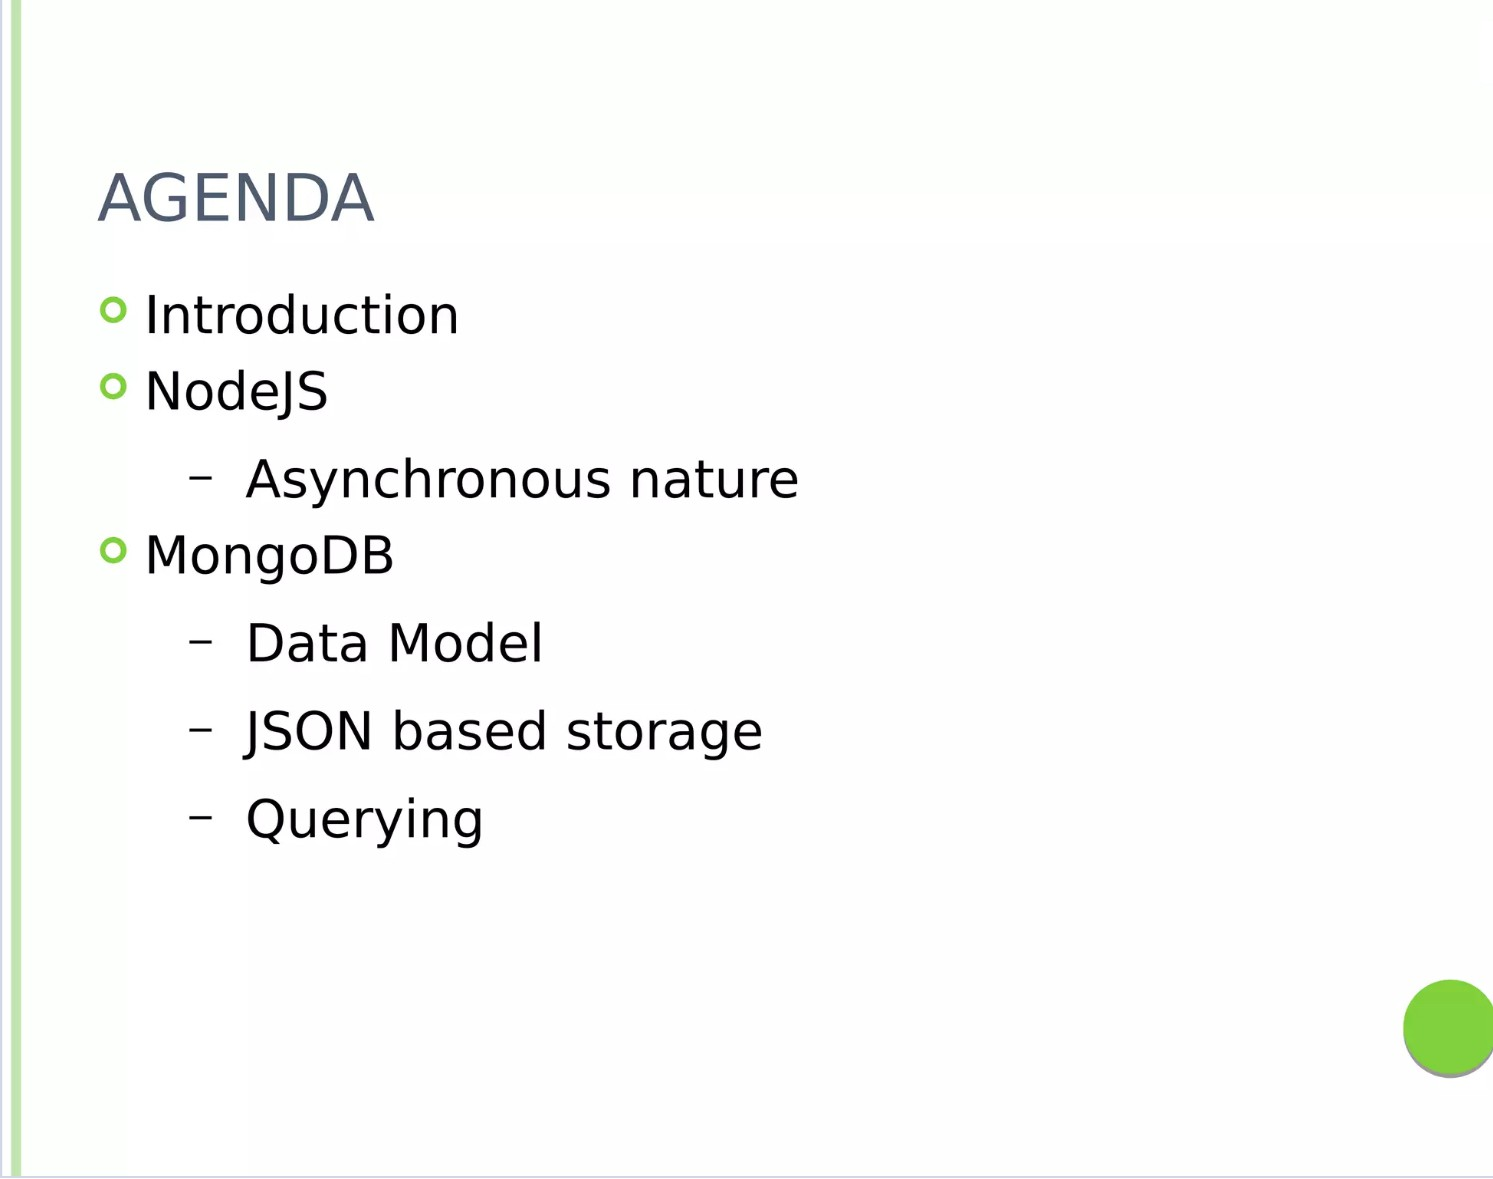 AGENDA
Introduction
NodeJS
– Asynchronous nature
MongoDB
– Data Model
– JSON based storage
– Querying